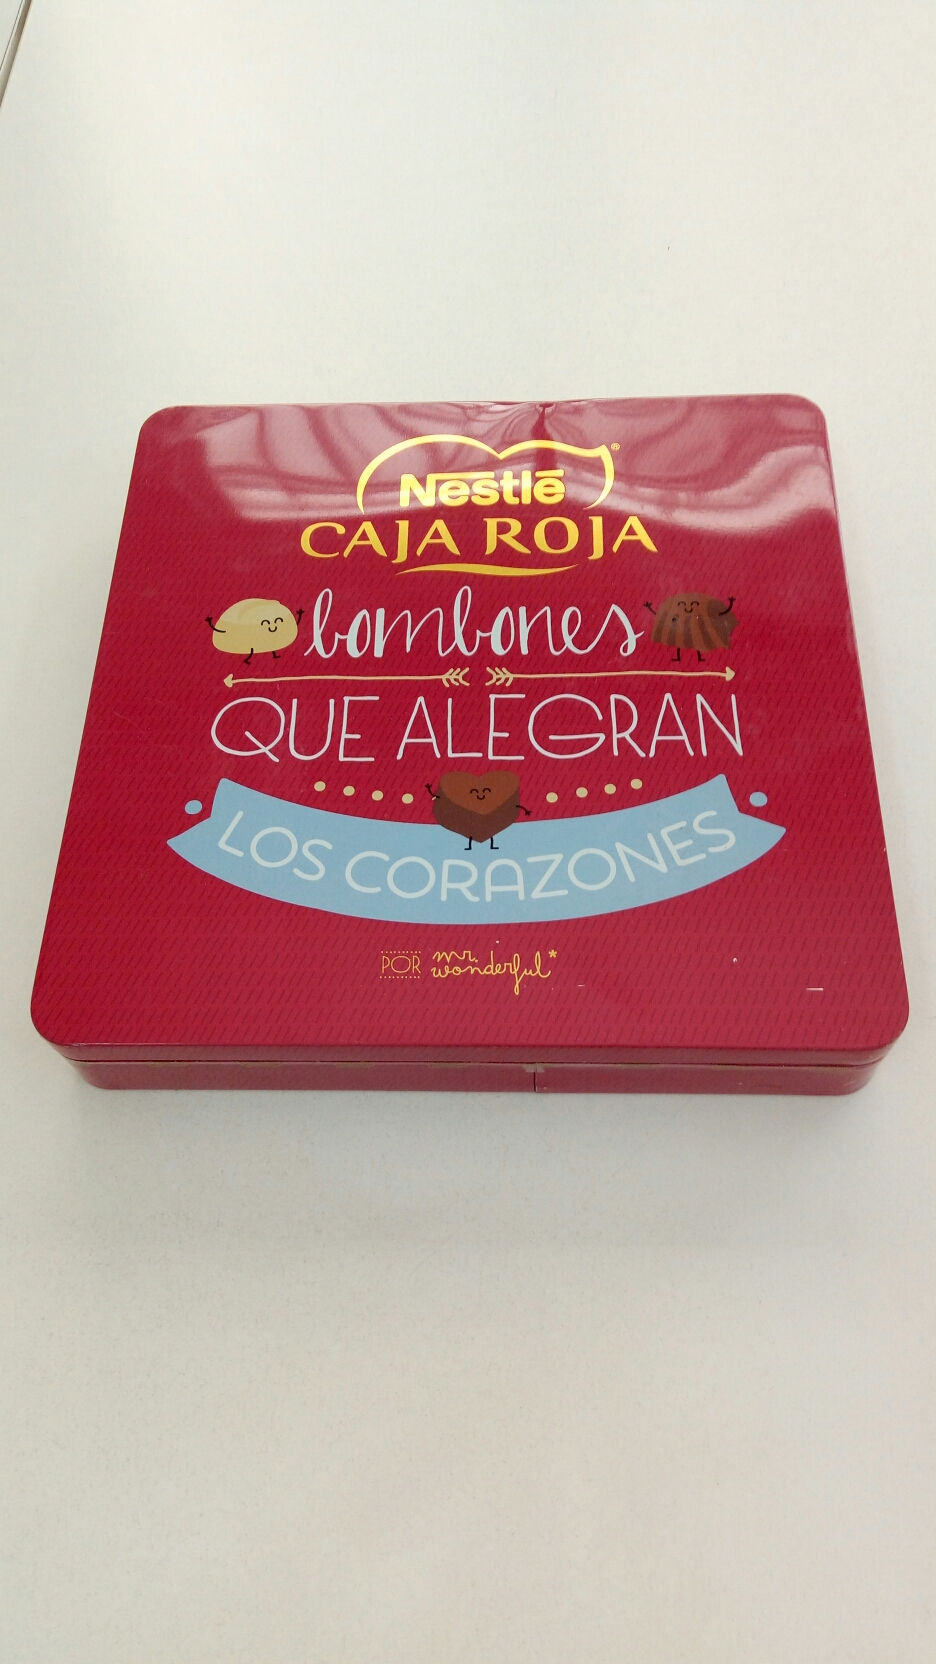 Nestlé
CAJA ROJA
bombones
QUE ALEGRAN
LOS CORAZONES
POR mr. wonderful*